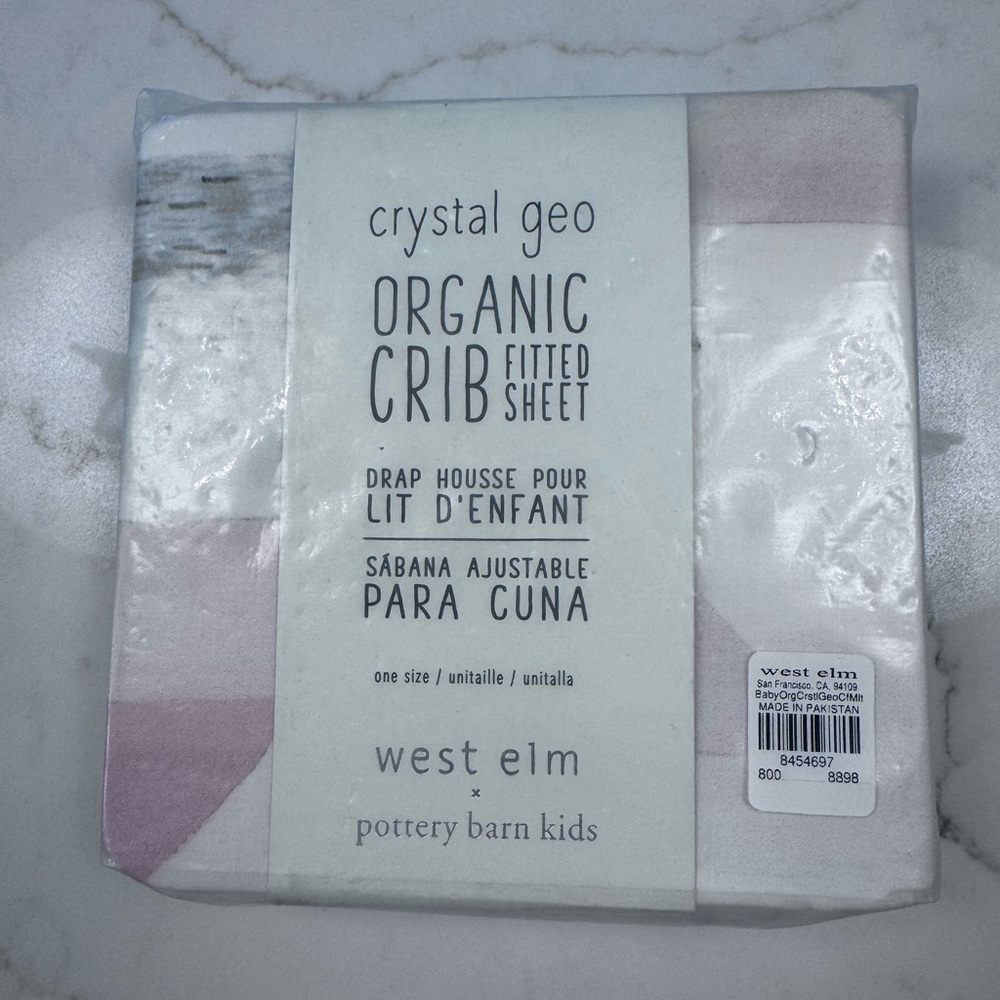 crystal geo
ORGANIC
CRIB FITTED SHEET
DRAP HOUSSE POUR
LIT D'ENFANT
SÁBANA AJUSTABLE
PARA CUNA
one size / unitaille / unitalla
west elm
x
pottery barn kids
west elm
San Francisco, CA, 94109
BabyOrgCrstlGeoCfMlt
MADE IN PAKISTAN
8454697
800 8898